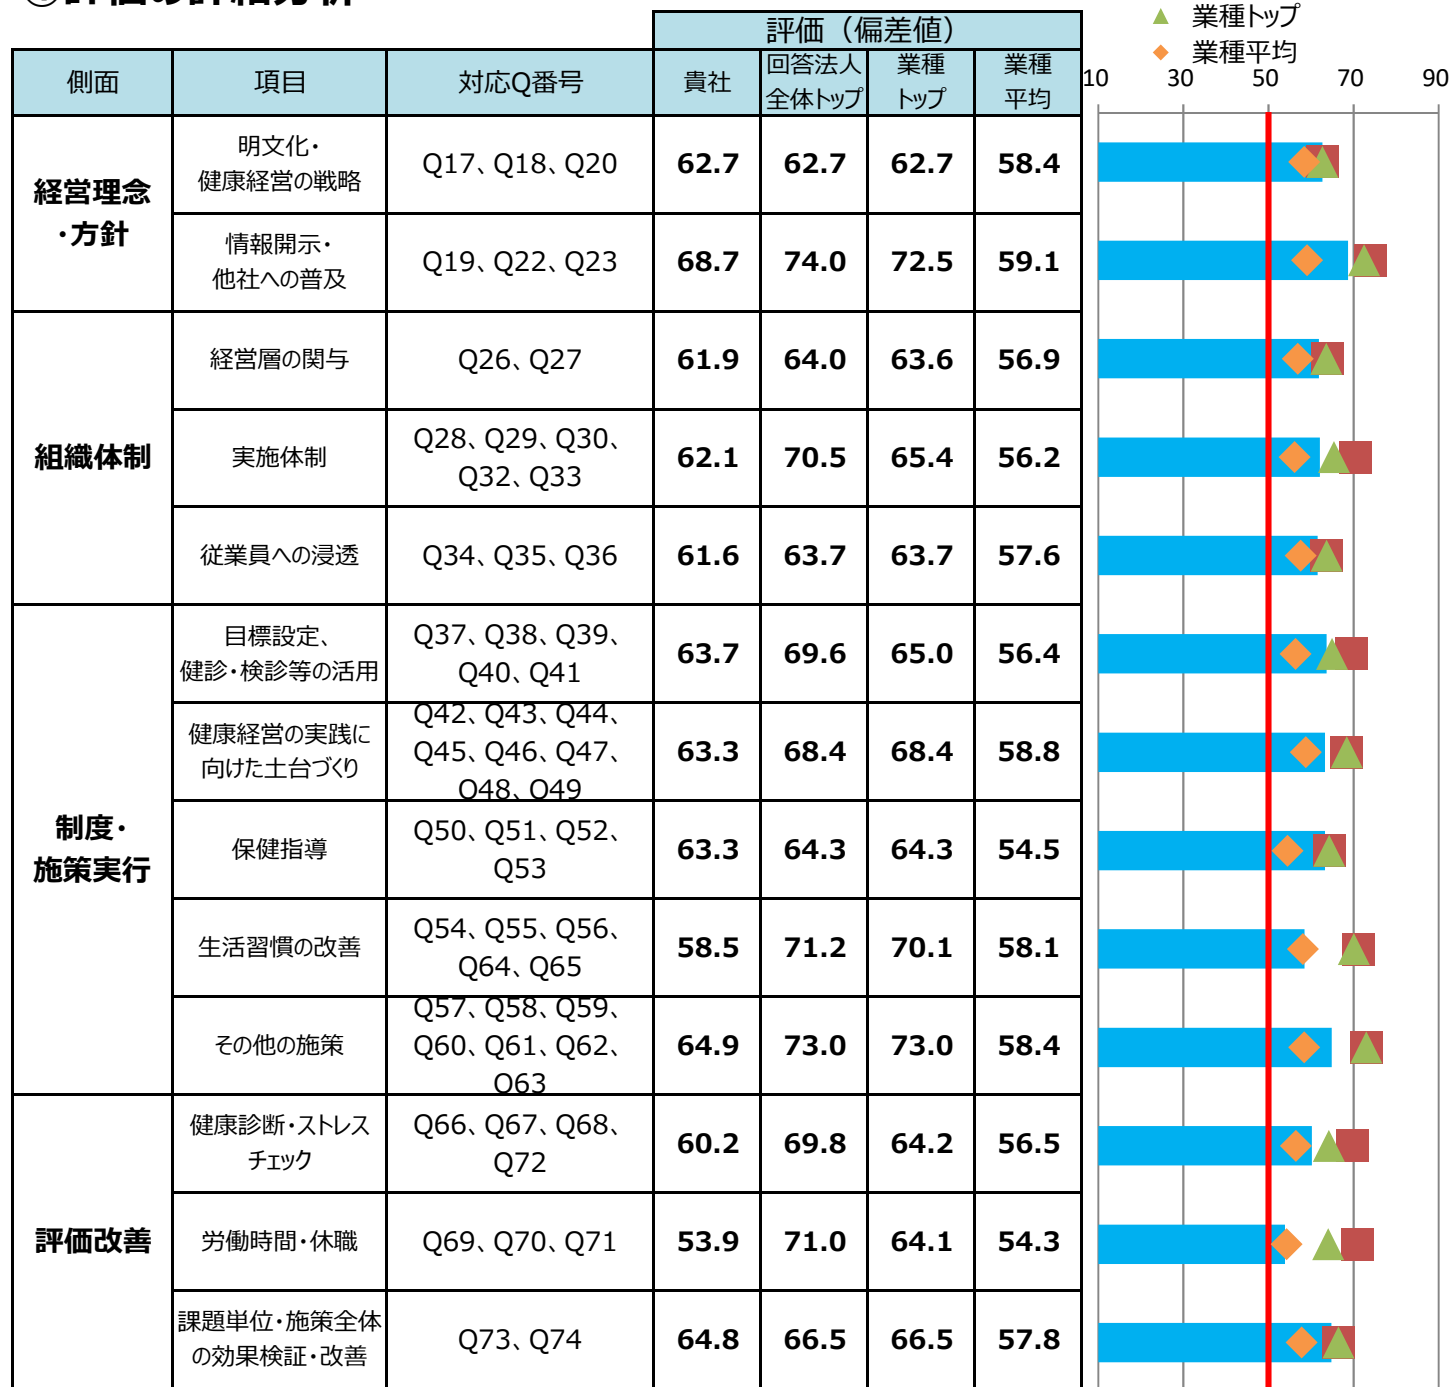 評価（偏差値）
▲ 業種トップ
◆ 業種平均
側面 項目 対応Q番号 貴社 回答法人 業種 業種
全体トップ トップ 平均
10 30 50 70 90
経営理念
・方針
明文化・
健康経営の戦略
Q17、Q18、Q20
62.7 62.7 62.7 58.4
情報開示・
他社への普及
Q19、Q22、Q23
68.7 74.0 72.5 59.1
組織体制
経営層の関与
Q26、Q27
61.9 64.0 63.6 56.9
実施体制
Q28、Q29、Q30、
Q32、Q33
62.1 70.5 65.4 56.2
従業員への浸透
Q34、Q35、Q36
61.6 63.7 63.7 57.6
制度・
施策実行
目標設定、
健診・検診等の活用
Q37、Q38、Q39、
Q40、Q41
63.7 69.6 65.0 56.4
健康経営の実践に
向けた土台づくり
Q42、Q43、Q44、
Q45、Q46、Q47、
Q48、Q49
63.3 68.4 68.4 58.8
保健指導
Q50、Q51、Q52、
Q53
63.3 64.3 64.3 54.5
生活習慣の改善
Q54、Q55、Q56、
Q64、Q65
58.5 71.2 70.1 58.1
その他の施策
Q57、Q58、Q59、
Q60、Q61、Q62、
Q63
64.9 73.0 73.0 58.4
評価改善
健康診断・ストレス
チェック
Q66、Q67、Q68、
Q72
60.2 69.8 64.2 56.5
労働時間・休職
Q69、Q70、Q71
53.9 71.0 64.1 54.3
課題単位・施策全体
の効果検証・改善
Q73、Q74
64.8 66.5 66.5 57.8